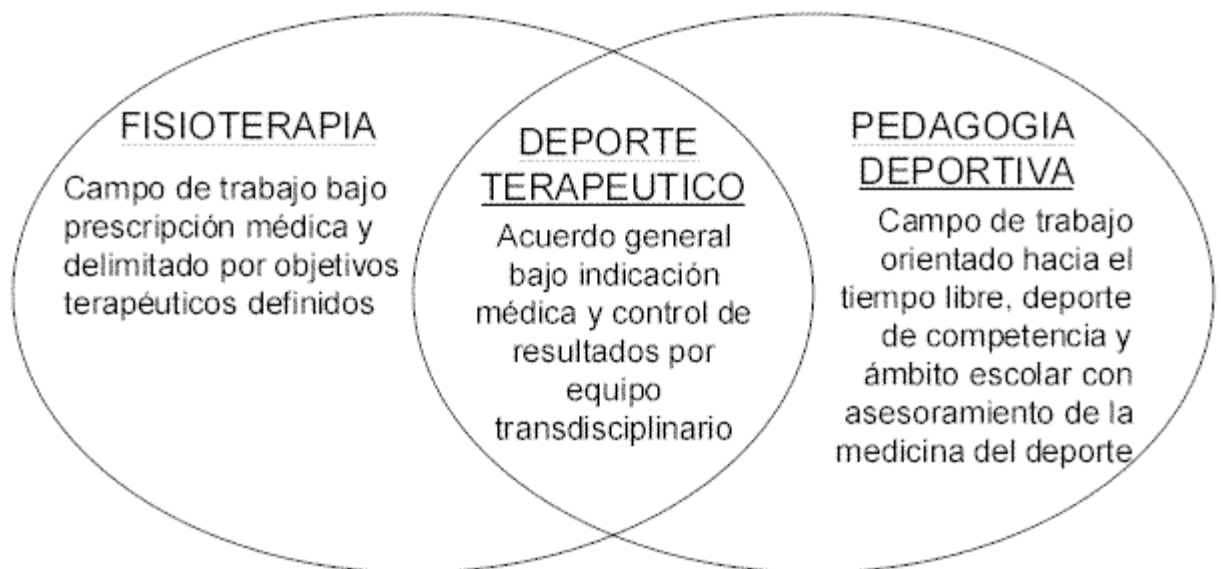 FISIOTERAPIA
Campo de trabajo bajo
prescripción médica y
delimitado por objetivos
terapéuticos definidos
DEPORTE
TERAPEUTICO
Acuerdo general
bajo indicación
médica y control de
resultados por
equipo
transdisciplinario
PEDAGOGIA
DEPORTIVA
Campo de trabajo
orientado hacia el
tiempo libre, deporte
de competencia y
ámbito escolar con
asesoramiento de la
medicina del deporte